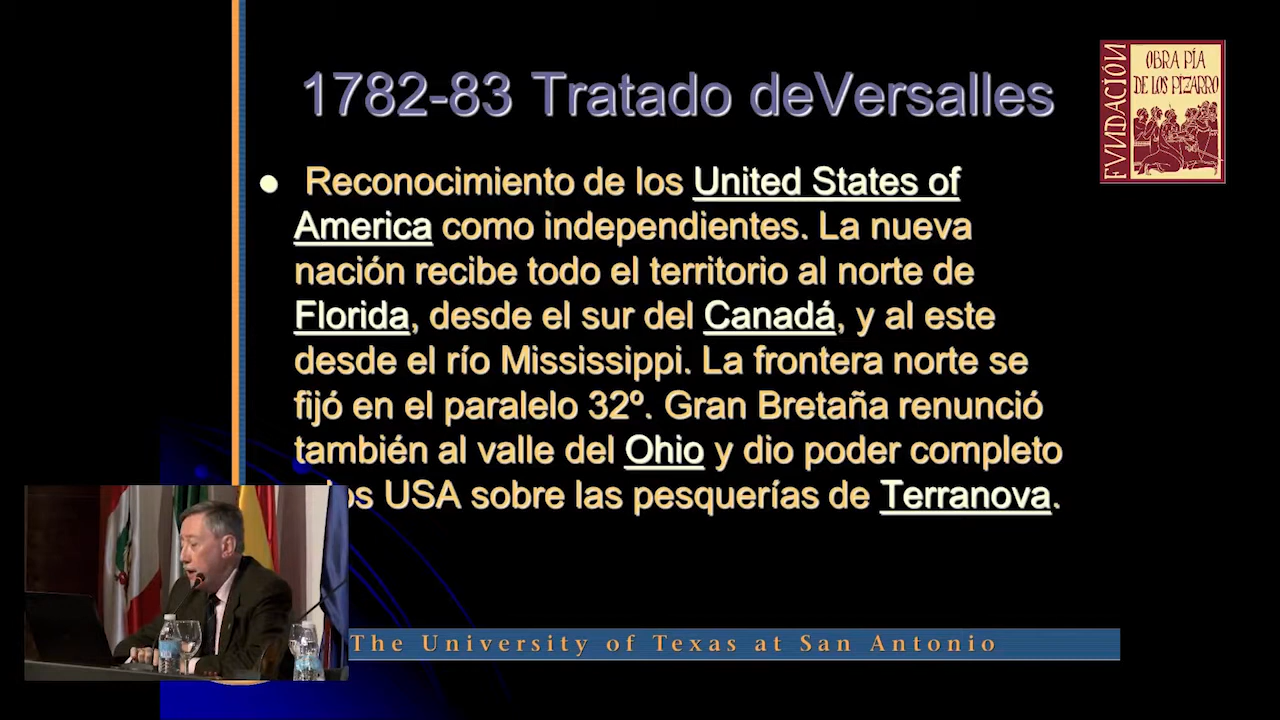 1782-83 Tratado deVersalles
FVNDACIÓN
OBRA PÍA
DE LOS PIZARRO
● Reconocimiento de los United States of
America como independientes. La nueva
nación recibe todo el territorio al norte de
Florida, desde el sur del Canadá, y al este
desde el río Mississippi. La frontera norte se
fijó en el paralelo 32º. Gran Bretaña renunció
también al valle del Ohio y dio poder completo
USA sobre las pesquerías de Terranova.
The University of Texas at San Antonio